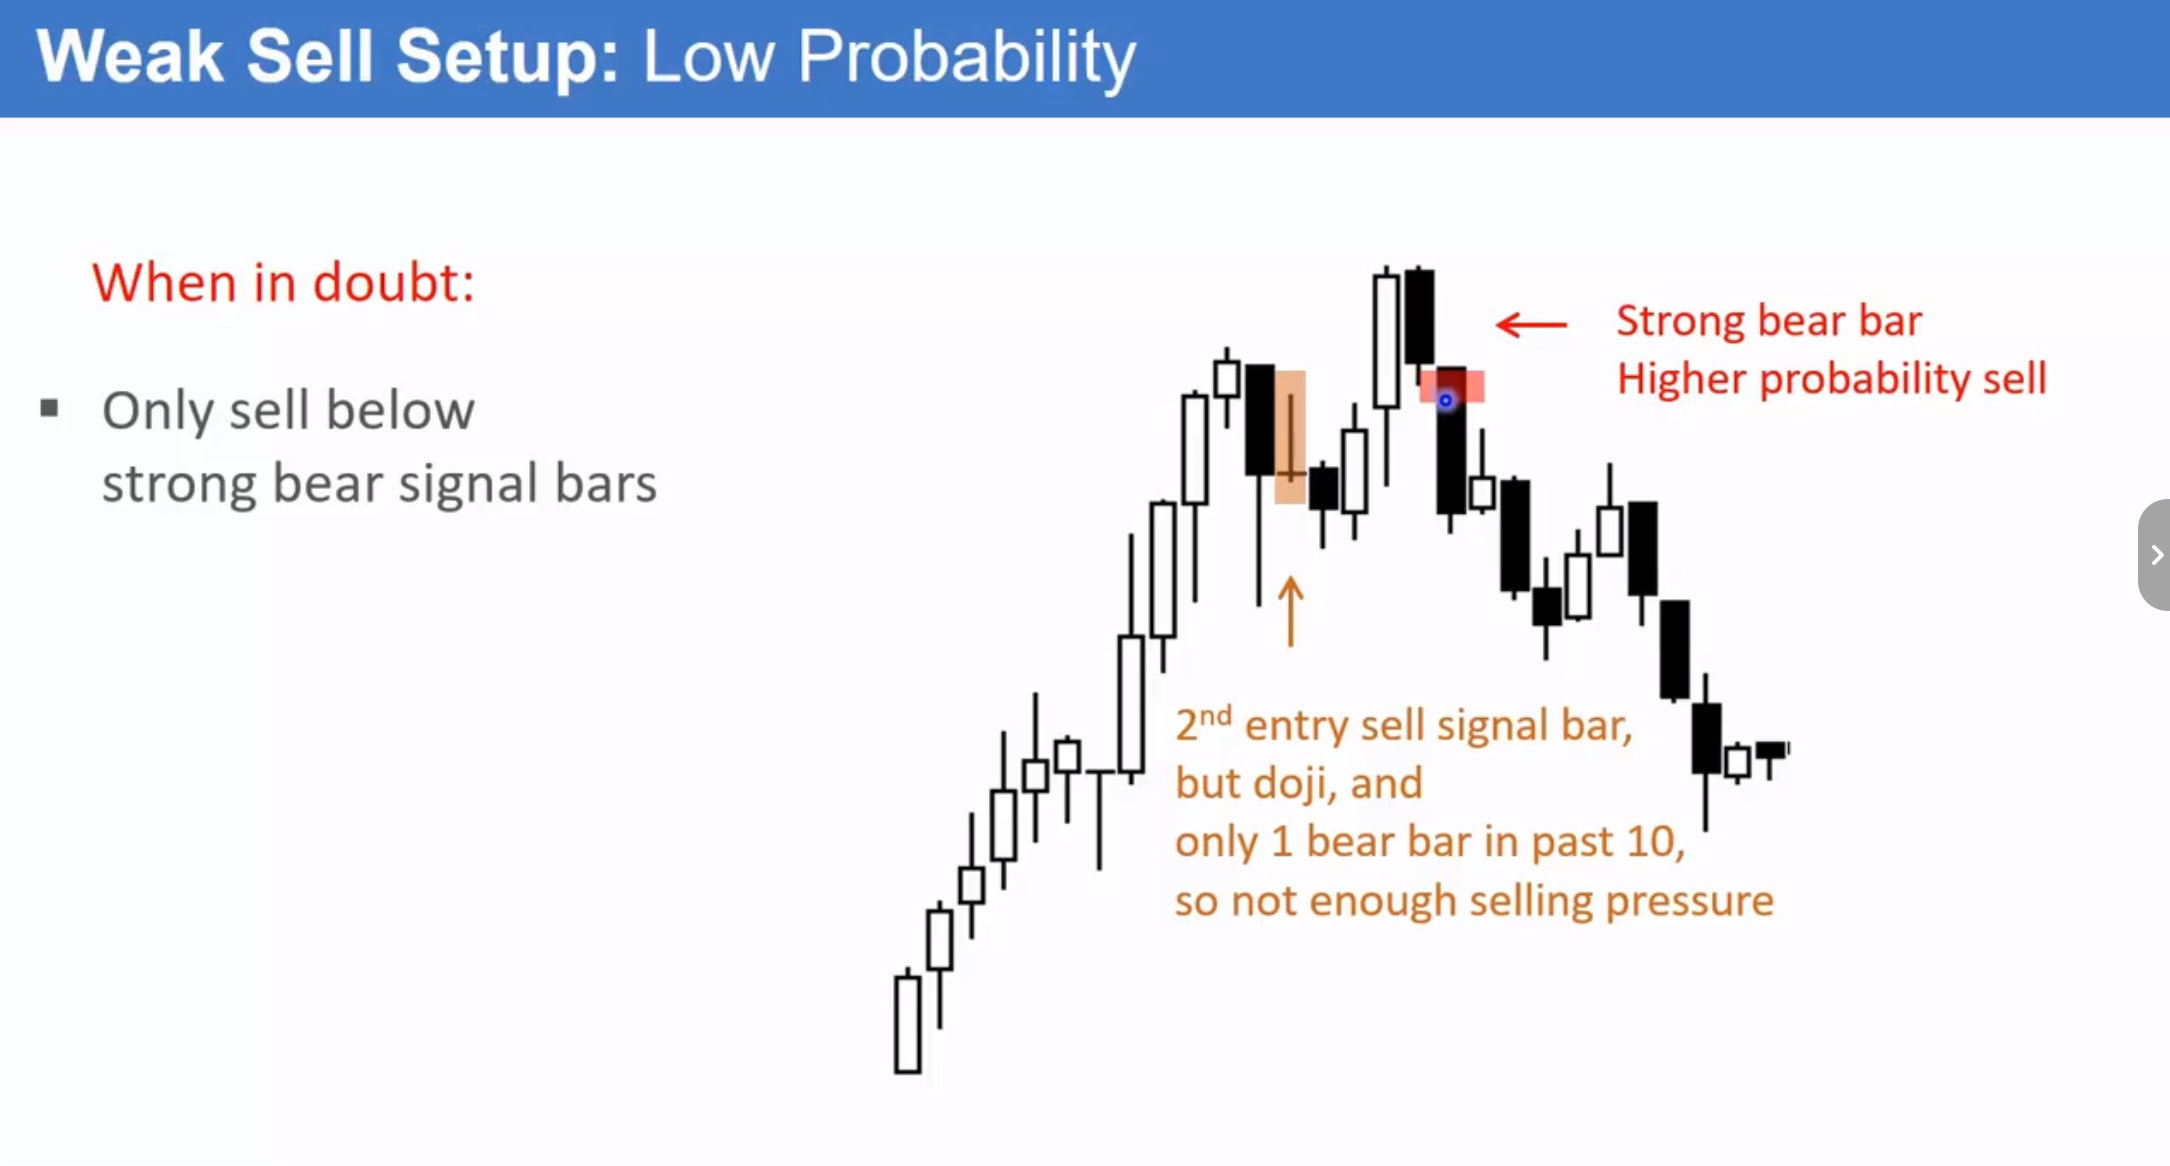 Weak Sell Setup: Low Probability
When in doubt:
▪ Only sell below
strong bear signal bars
Strong bear bar
Higher probability sell
2nd entry sell signal bar,
but doji, and
only 1 bear bar in past 10,
so not enough selling pressure